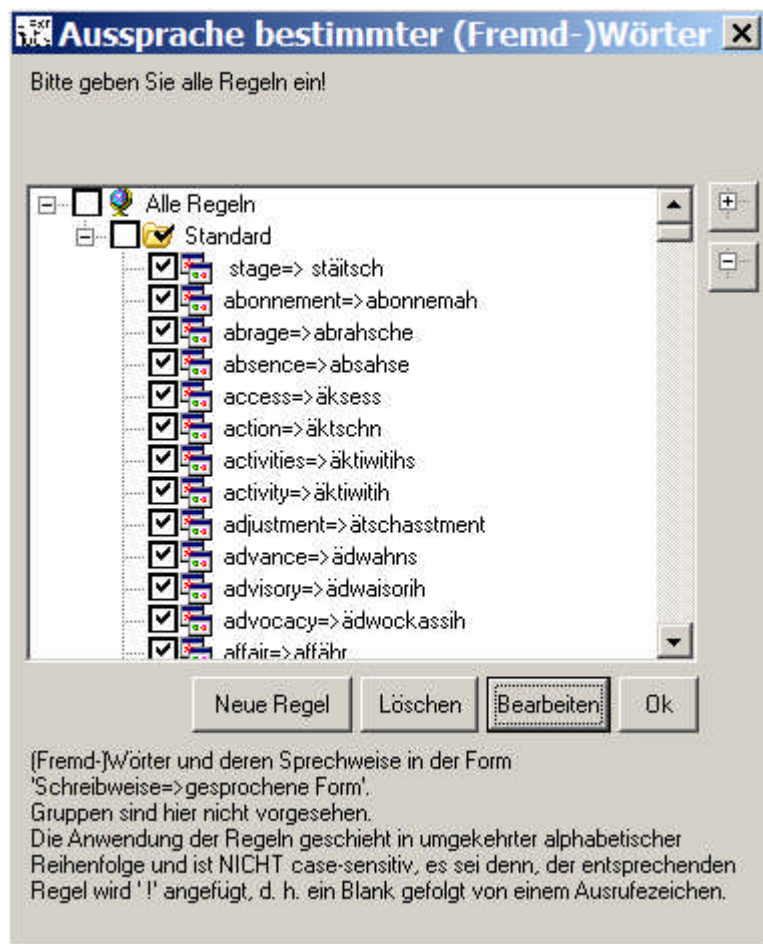 Aussprache bestimmter (Fremd-)Wörter
Bitte geben Sie alle Regeln ein!
Alle Regeln
Standard
stage=> stäitsch
abonnement=>abonnemah
abrage=>abrahsche
absence=>absahse
access=>äksess
action=>äktschn
activities=>äktiwitihs
activity=>äktiwitih
adjustment=>ätschasstment
advance=>ädwahns
advisory=>ädwaisorih
advocacy=>ädwockassih
affair=>affähr
Neue Regel Löschen Bearbeiten Ok
(Fremd-)Wörter und deren Sprechweise in der Form
'Schreibweise=>gesprochene Form'.
Gruppen sind hier nicht vorgesehen.
Die Anwendung der Regeln geschieht in umgekehrter alphabetischer
Reihenfolge und ist NICHT case-sensitiv, es sei denn, der entsprechenden
Regel wird ' !' angefügt, d. h. ein Blank gefolgt von einem Ausrufezeichen.